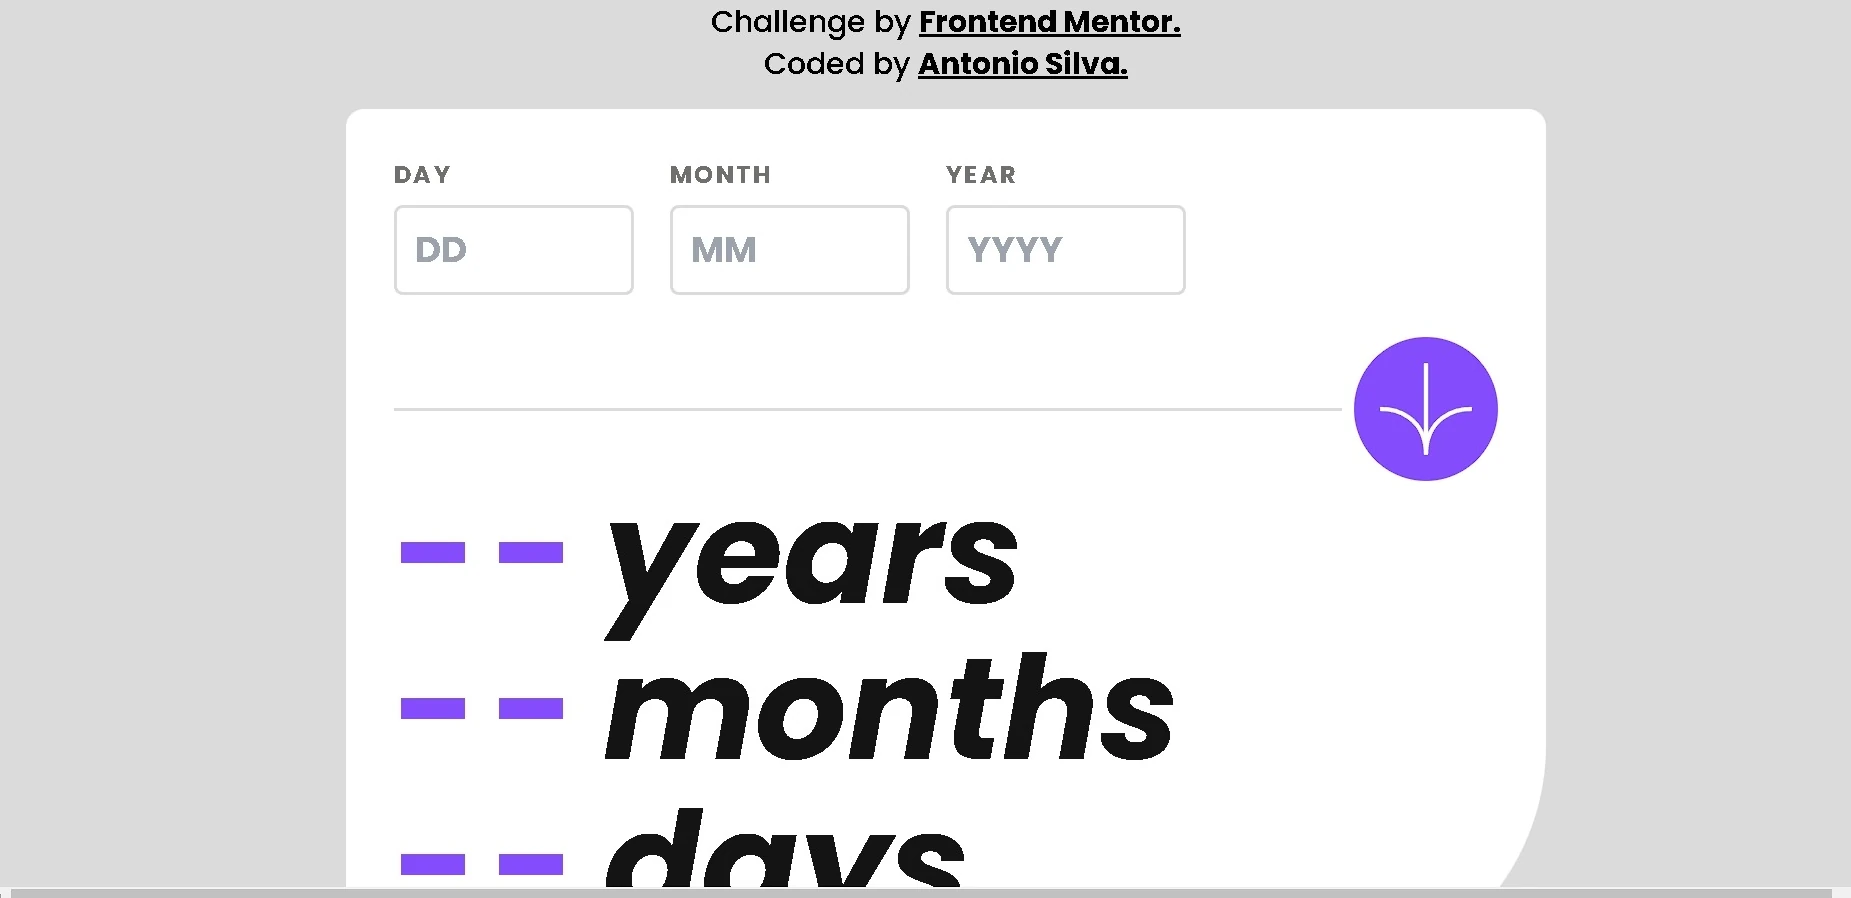 Challenge by Frontend Mentor.
Coded by Antonio Silva.
DAY MONTH YEAR
DD MM YYYY
-- years
-- months
-- days